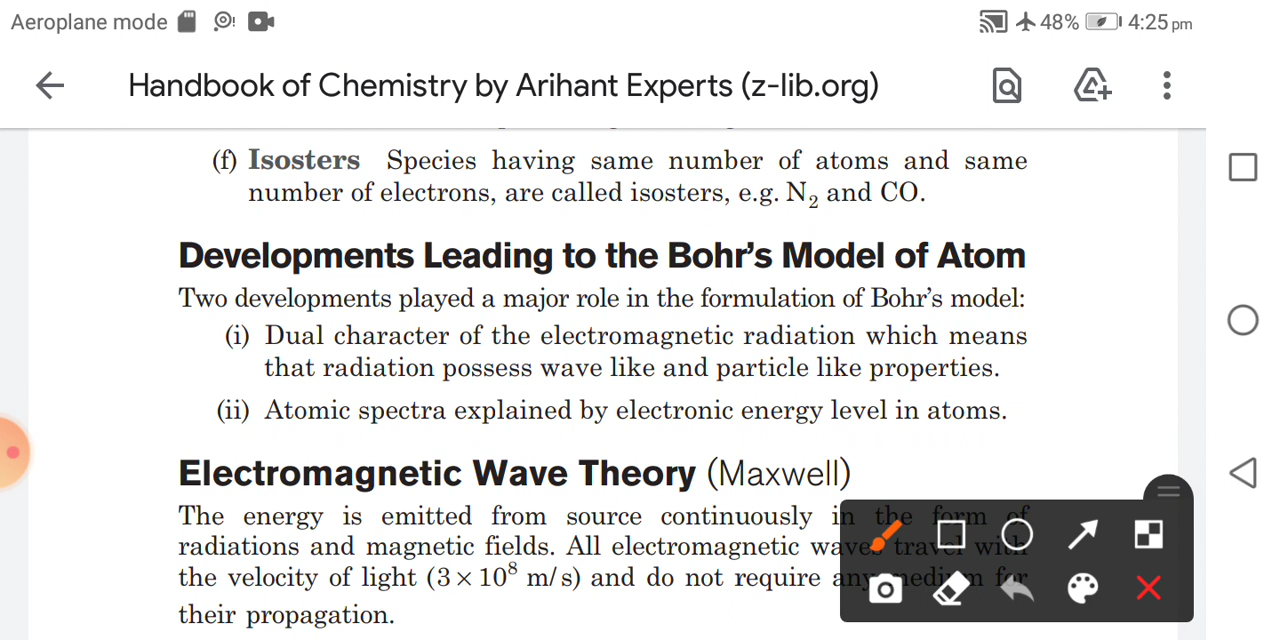 Aeroplane mode 48% 4:25 pm
Handbook of Chemistry by Arihant Experts (z-lib.org)
(f) Isosters Species having same number of atoms and same
number of electrons, are called isosters, e.g. N₂ and CO.
Developments Leading to the Bohr’s Model of Atom
Two developments played a major role in the formulation of Bohr’s model:
(i) Dual character of the electromagnetic radiation which means
that radiation possess wave like and particle like properties.
(ii) Atomic spectra explained by electronic energy level in atoms.
Electromagnetic Wave Theory (Maxwell)
The energy is emitted from source continuously in the form of
radiations and magnetic fields. All electromagnetic waves travel with
the velocity of light (3 × 10⁸ m/s) and do not require any medium for
their propagation.